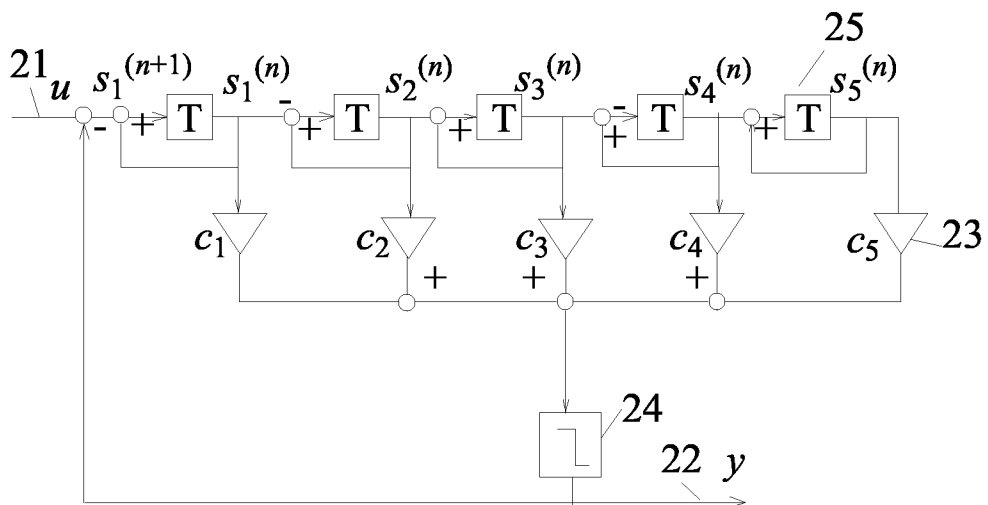 25
21 u s₁⁽ⁿ⁺¹⁾ s₁⁽ⁿ⁾ - s₂⁽ⁿ⁾ s₃⁽ⁿ⁾ - s₄⁽ⁿ⁾ s₅⁽ⁿ⁾
- + T + T + T + T + T
c₁ c₂ c₃ c₄ c₅ 23
+ + +
24
22 y